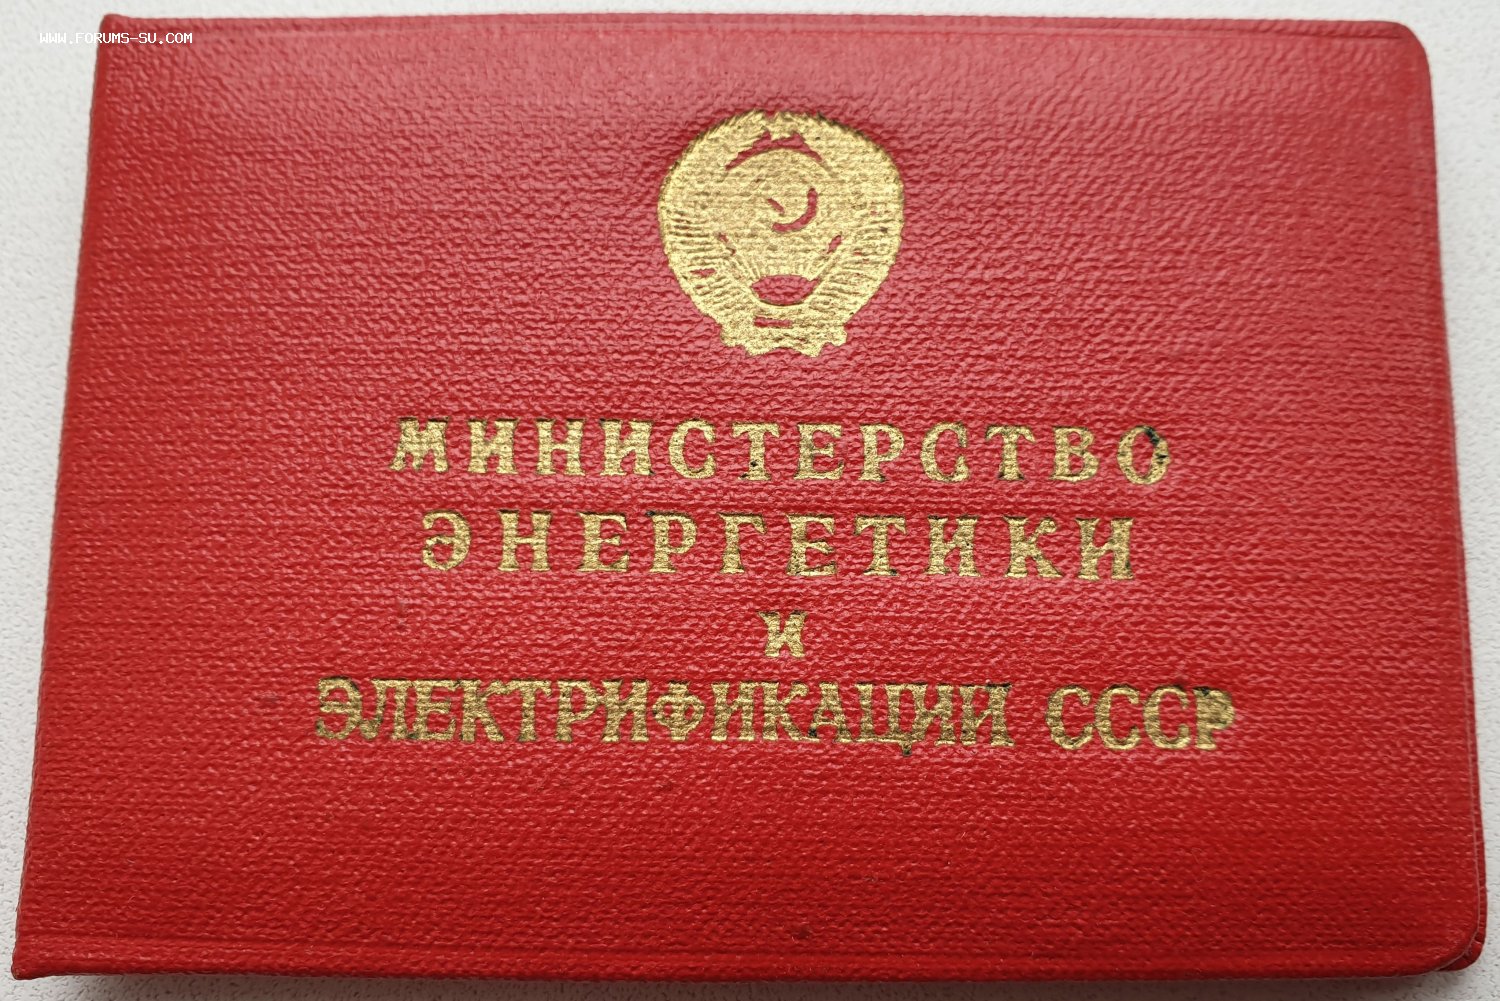 WWW.FORUMS-SU.COM
МИНИСТЕРСТВО
ЭНЕРГЕТИКИ
и
ЭЛЕКТРИФИКАЦИИ СССР